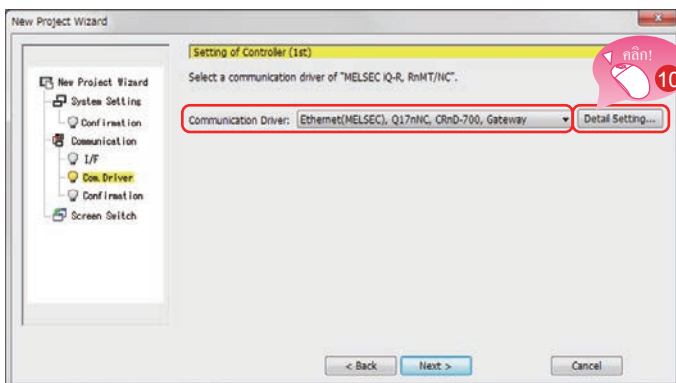 New Project Wizard
Setting of Controller (1st)
คลิก!
10
Select a communication driver of "MELSEC iQ-R, RnMT/NC".
New Project Wizard
System Setting
Confirmation
Communication
I/F
Com. Driver
Confirmation
Screen Switch
Communication Driver: Ethernet(MELSEC), Q17nNC, CRnD-700, Gateway
Detail Setting...
< Back
Next >
Cancel